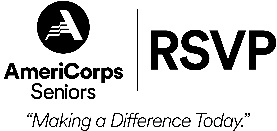 AmeriCorps
Seniors
RSVP
“Making a Difference Today.”